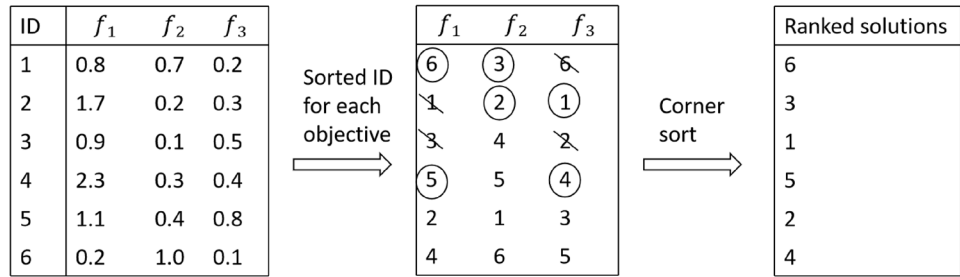 ID f₁ f₂ f₃
1 0.8 0.7 0.2
2 1.7 0.2 0.3
3 0.9 0.1 0.5
4 2.3 0.3 0.4
5 1.1 0.4 0.8
6 0.2 1.0 0.1
Sorted ID
for each
objective
f₁ f₂ f₃
6 3 6
1 2 1
3 4 2
5 5 4
2 1 3
4 6 5
Corner
sort
Ranked solutions
6
3
1
5
2
4